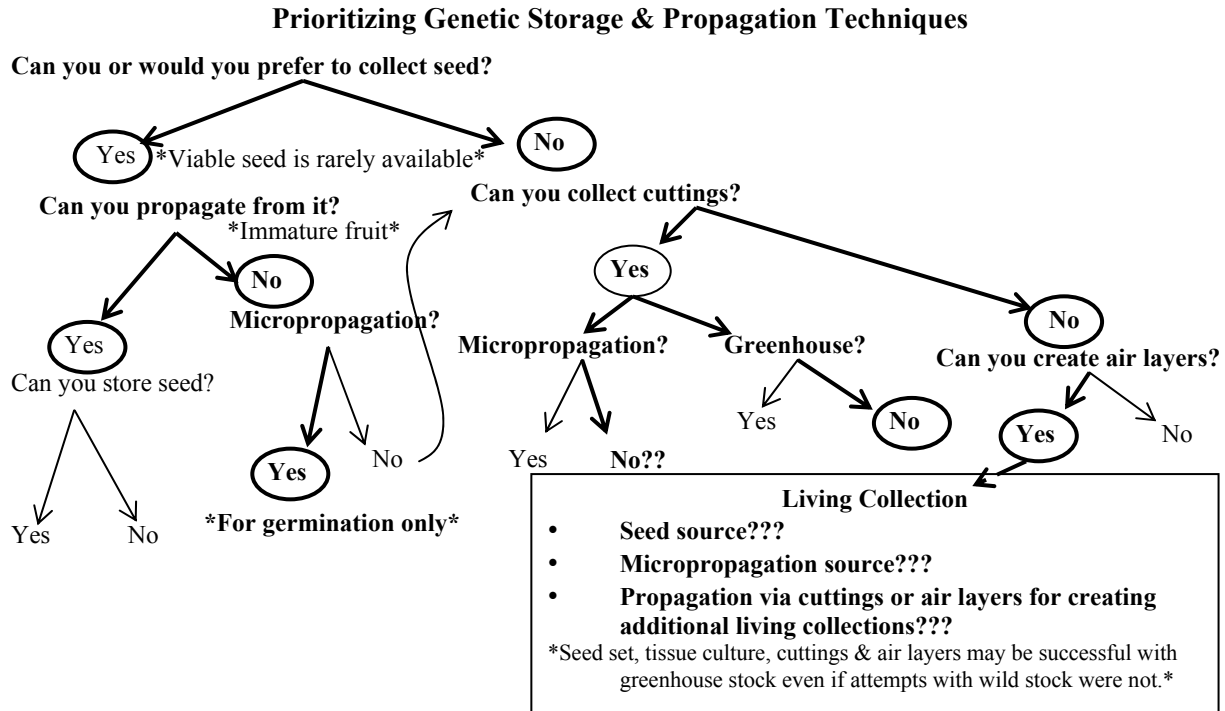 Prioritizing Genetic Storage & Propagation Techniques
Can you or would you prefer to collect seed?
Yes
*Viable seed is rarely available*
No
Can you propagate from it?
*Immature fruit*
Can you collect cuttings?
No
Yes
Micropropagation?
Yes
Can you store seed?
Micropropagation?
Greenhouse?
No
Can you create air layers?
Yes
No
Yes
No
Yes
No
Yes
No??
Yes
No
*For germination only*
Living Collection
• Seed source???
• Micropropagation source???
• Propagation via cuttings or air layers for creating
additional living collections???
*Seed set, tissue culture, cuttings & air layers may be successful with
greenhouse stock even if attempts with wild stock were not.*